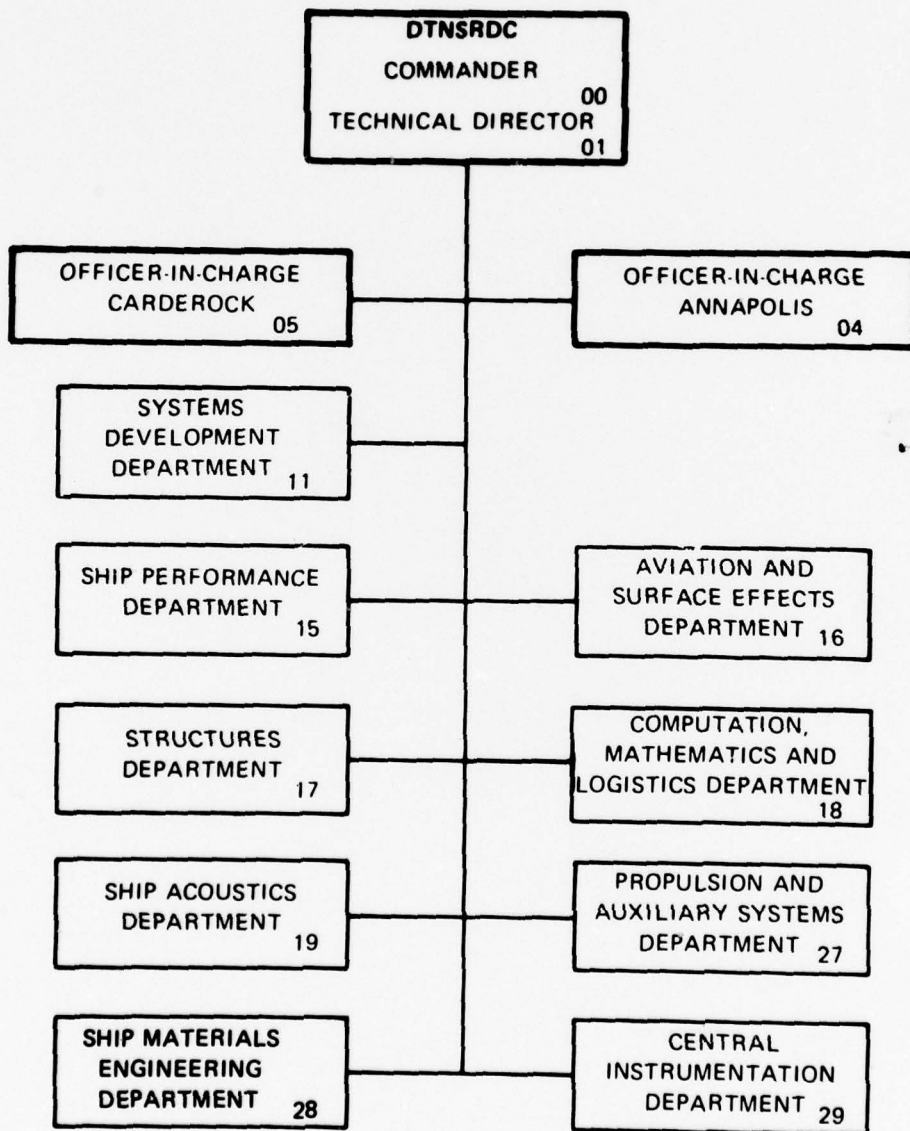 DTNSRDC
COMMANDER
00
TECHNICAL DIRECTOR
01
OFFICER-IN-CHARGE
CARDEROCK
05
OFFICER-IN-CHARGE
ANNAPOLIS
04
SYSTEMS
DEVELOPMENT
DEPARTMENT
11
SHIP PERFORMANCE
DEPARTMENT
15
AVIATION AND
SURFACE EFFECTS
DEPARTMENT
16
STRUCTURES
DEPARTMENT
17
COMPUTATION,
MATHEMATICS AND
LOGISTICS DEPARTMENT
18
SHIP ACOUSTICS
DEPARTMENT
19
PROPULSION AND
AUXILIARY SYSTEMS
DEPARTMENT
27
SHIP MATERIALS
ENGINEERING
DEPARTMENT
28
CENTRAL
INSTRUMENTATION
DEPARTMENT
29